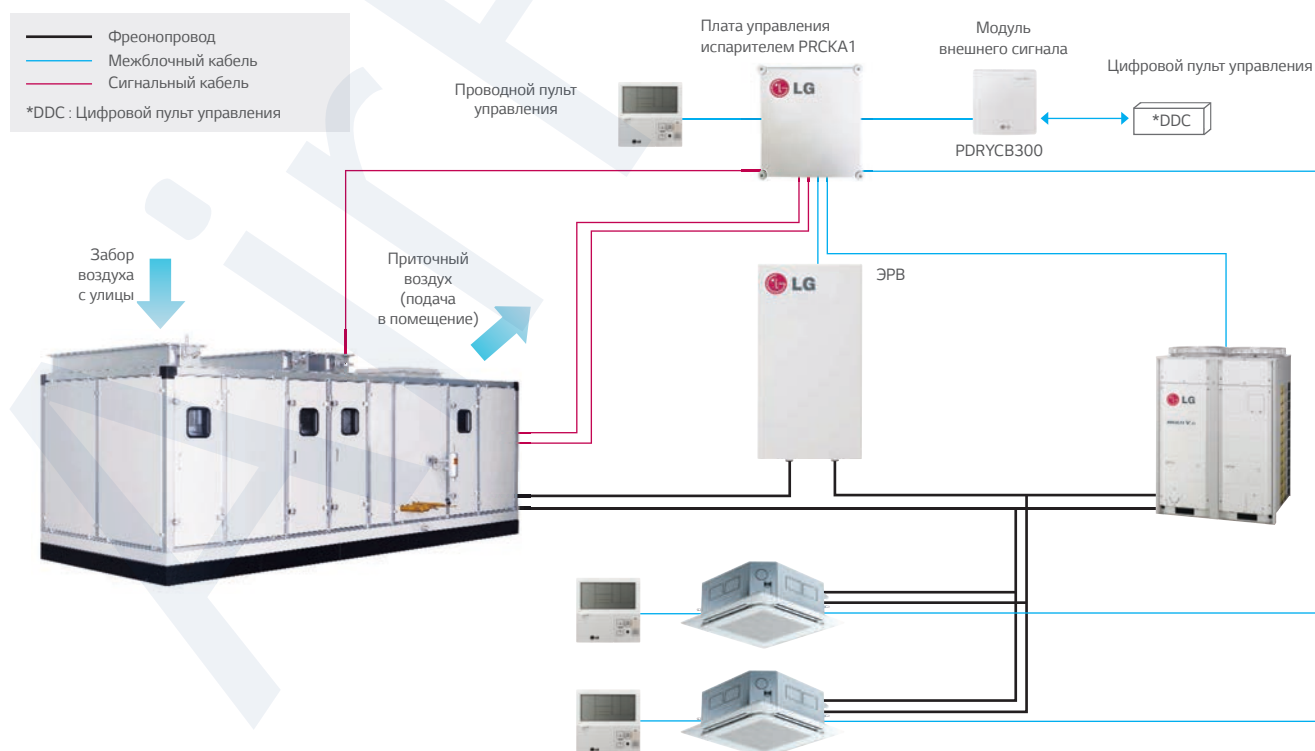 Фреонопровод
Межблочный кабель
Сигнальный кабель
*DDC : Цифровой пульт управления
Плата управления
испарителем PRCKA1
Модуль
внешнего сигнала
Цифровой пульт управления
Проводной пульт
управления
LG
*DDC
PDRYCB300
Забор
воздуха
с улицы
Приточный
воздух
(подача
в помещение)
LG
ЭРВ
LG